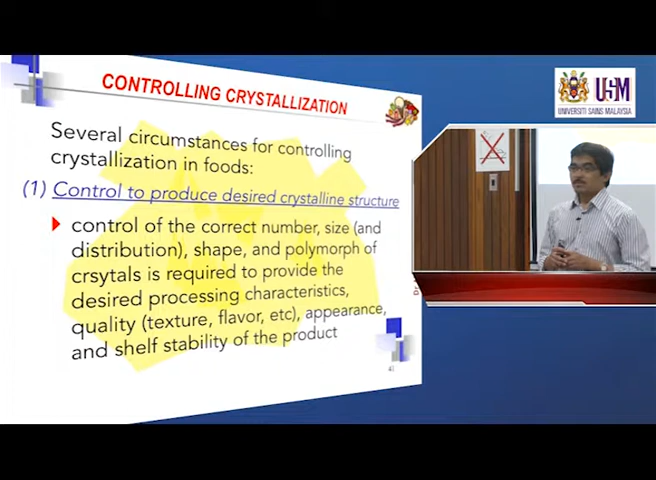 CONTROLLING CRYSTALLIZATION
Several circumstances for controlling
crystallization in foods:
(1) Control to produce desired crystalline structure
control of the correct number, size (and
distribution), shape, and polymorph of
crsytals is required to provide the
desired processing characteristics,
quality (texture, flavor, etc), appearance,
and shelf stability of the product
USM
UNIVERSITI SAINS MALAYSIA